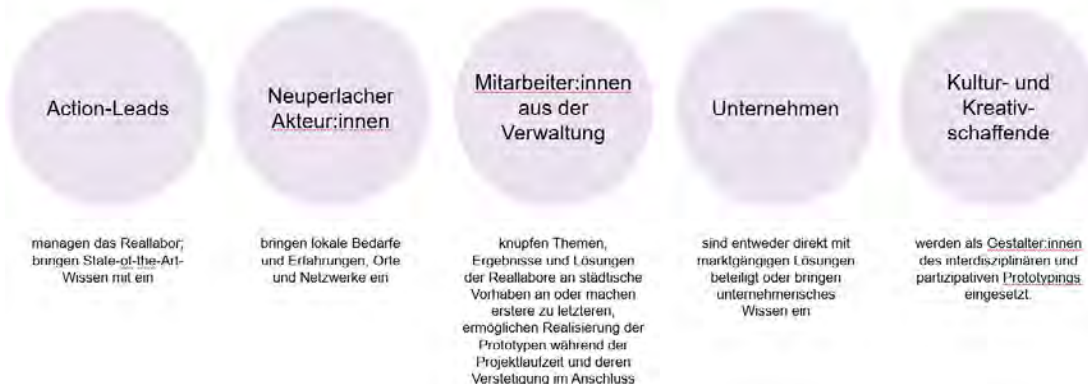 Action-Leads
Neuperlacher
Akteur:innen
Mitarbeiter:innen
aus der
Verwaltung
Unternehmen
Kultur- und
Kreativ-
schaffende
managen das Reallabor;
bringen State-of-the-Art-
Wissen mit ein
bringen lokale Bedarfe
und Erfahrungen, Orte
und Netzwerke ein
knüpfen Themen,
Ergebnisse und Lösungen
der Reallabore an städtische
Vorhaben an oder machen
erstere zu letzteren,
ermöglichen Realisierung der
Prototypen während der
Projektlaufzeit und deren
Verstetigung im Anschluss
sind entweder direkt mit
marktgängigen Lösungen
beteiligt oder bringen
unternehmerisches
Wissen ein
werden als Gestalter:innen
des interdisziplinären und
partizipativen Prototypings
eingesetzt.